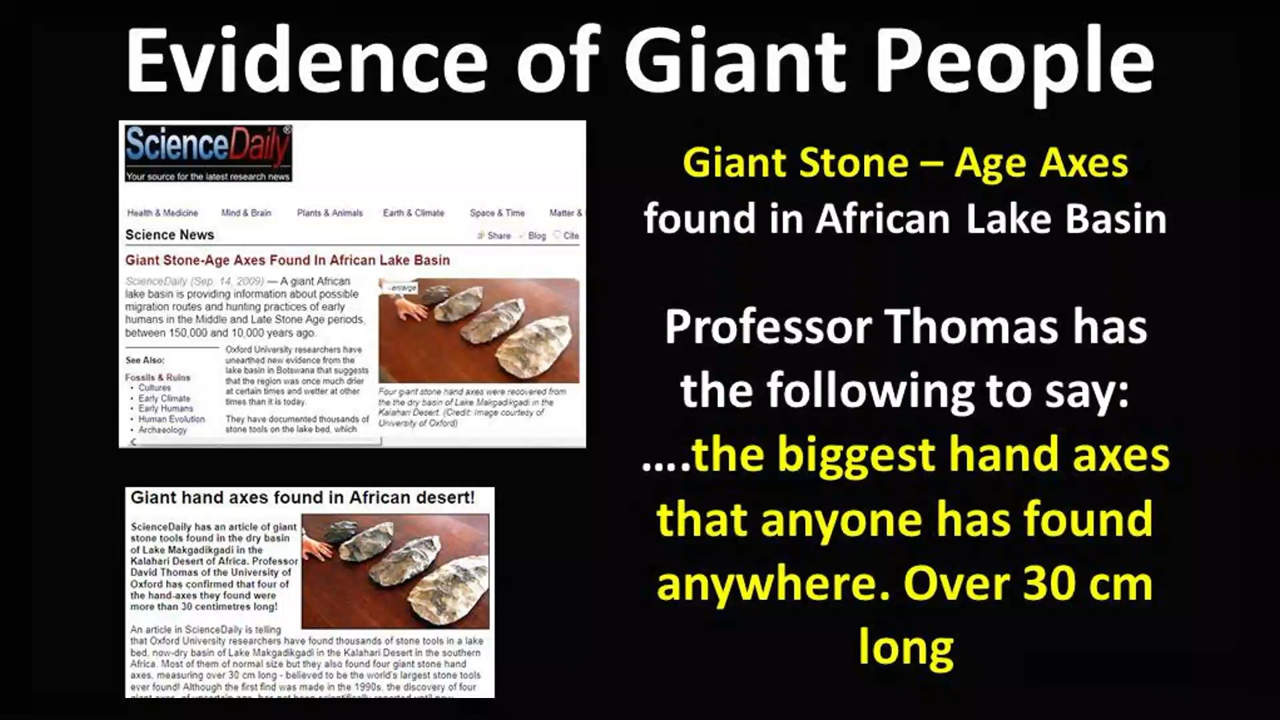 Evidence of Giant People
ScienceDaily®
Your source for the latest research news
Health & Medicine Mind & Brain Plants & Animals Earth & Climate Space & Time Matter &
Science News
Share Blog Cite
Giant Stone-Age Axes Found In African Lake Basin
ScienceDaily (Sep. 14, 2009) — A giant African
lake basin is providing information about possible
migration routes and hunting practices of early
humans in the Middle and Late Stone Age periods,
between 150,000 and 10,000 years ago.
See Also:
Fossils & Ruins
• Cultures
• Early Climate
• Early Humans
• Human Evolution
• Archaeology
Oxford University researchers have
unearthed new evidence from the
lake basin in Botswana that suggests
that the region was once much drier
at certain times and wetter at other
times than it is today.
They have documented thousands of
stone tools on the lake bed, which
enlarge
Four giant stone hand axes were recovered from
the the dry basin of Lake Makgadikgadi in the
Kalahari Desert. (Credit: Image courtesy of
University of Oxford)
Giant hand axes found in African desert!
ScienceDaily has an article of giant
stone tools found in the dry basin
of Lake Makgadikgadi in the
Kalahari Desert of Africa. Professor
David Thomas of the University of
Oxford has confirmed that four of
the hand-axes they found were
more than 30 centimetres long!
An article in ScienceDaily is telling
that Oxford University researchers have found thousands of stone tools in a lake
bed, now-dry basin of Lake Makgadikgadi in the Kalahari Desert in the southern
Africa. Most of them of normal size but they also found four giant stone hand
axes, measuring over 30 cm long - believed to be the world's largest stone tools
ever found! Although the first find was made in the 1990s, the discovery of four
giant axes, of uncertain age, has not been scientifically reported until now
Giant Stone – Age Axes
found in African Lake Basin
Professor Thomas has
the following to say:
….the biggest hand axes
that anyone has found
anywhere. Over 30 cm
long